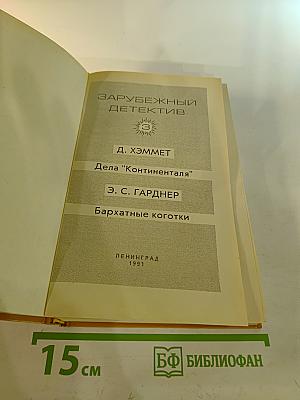 ЗАРУБЕЖНЫЙ
ДЕТЕКТИВ
3
Д. ХЭММЕТ
Дела "Континенталя"
Э. С. ГАРДНЕР
Бархатные коготки
ЛЕНИНГРАД
1991
15 см
БФ БИБЛИОФАН